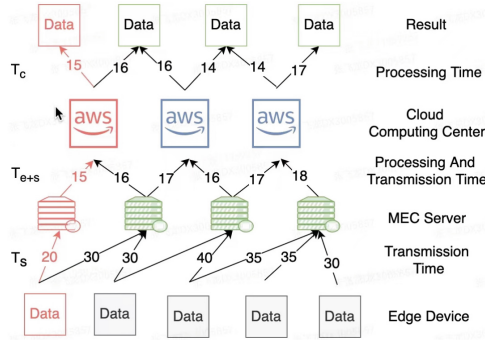 Data Data Data Data Result
Tc 15 16 16 14 14 17 Processing Time
aws aws aws Cloud
Computing Center
Te+s 15 16 17 16 17 18 Processing And
Transmission Time
MEC Server
Ts 20 30 30 40 35 35 30 Transmission
Time
Data Data Data Data Data Edge Device